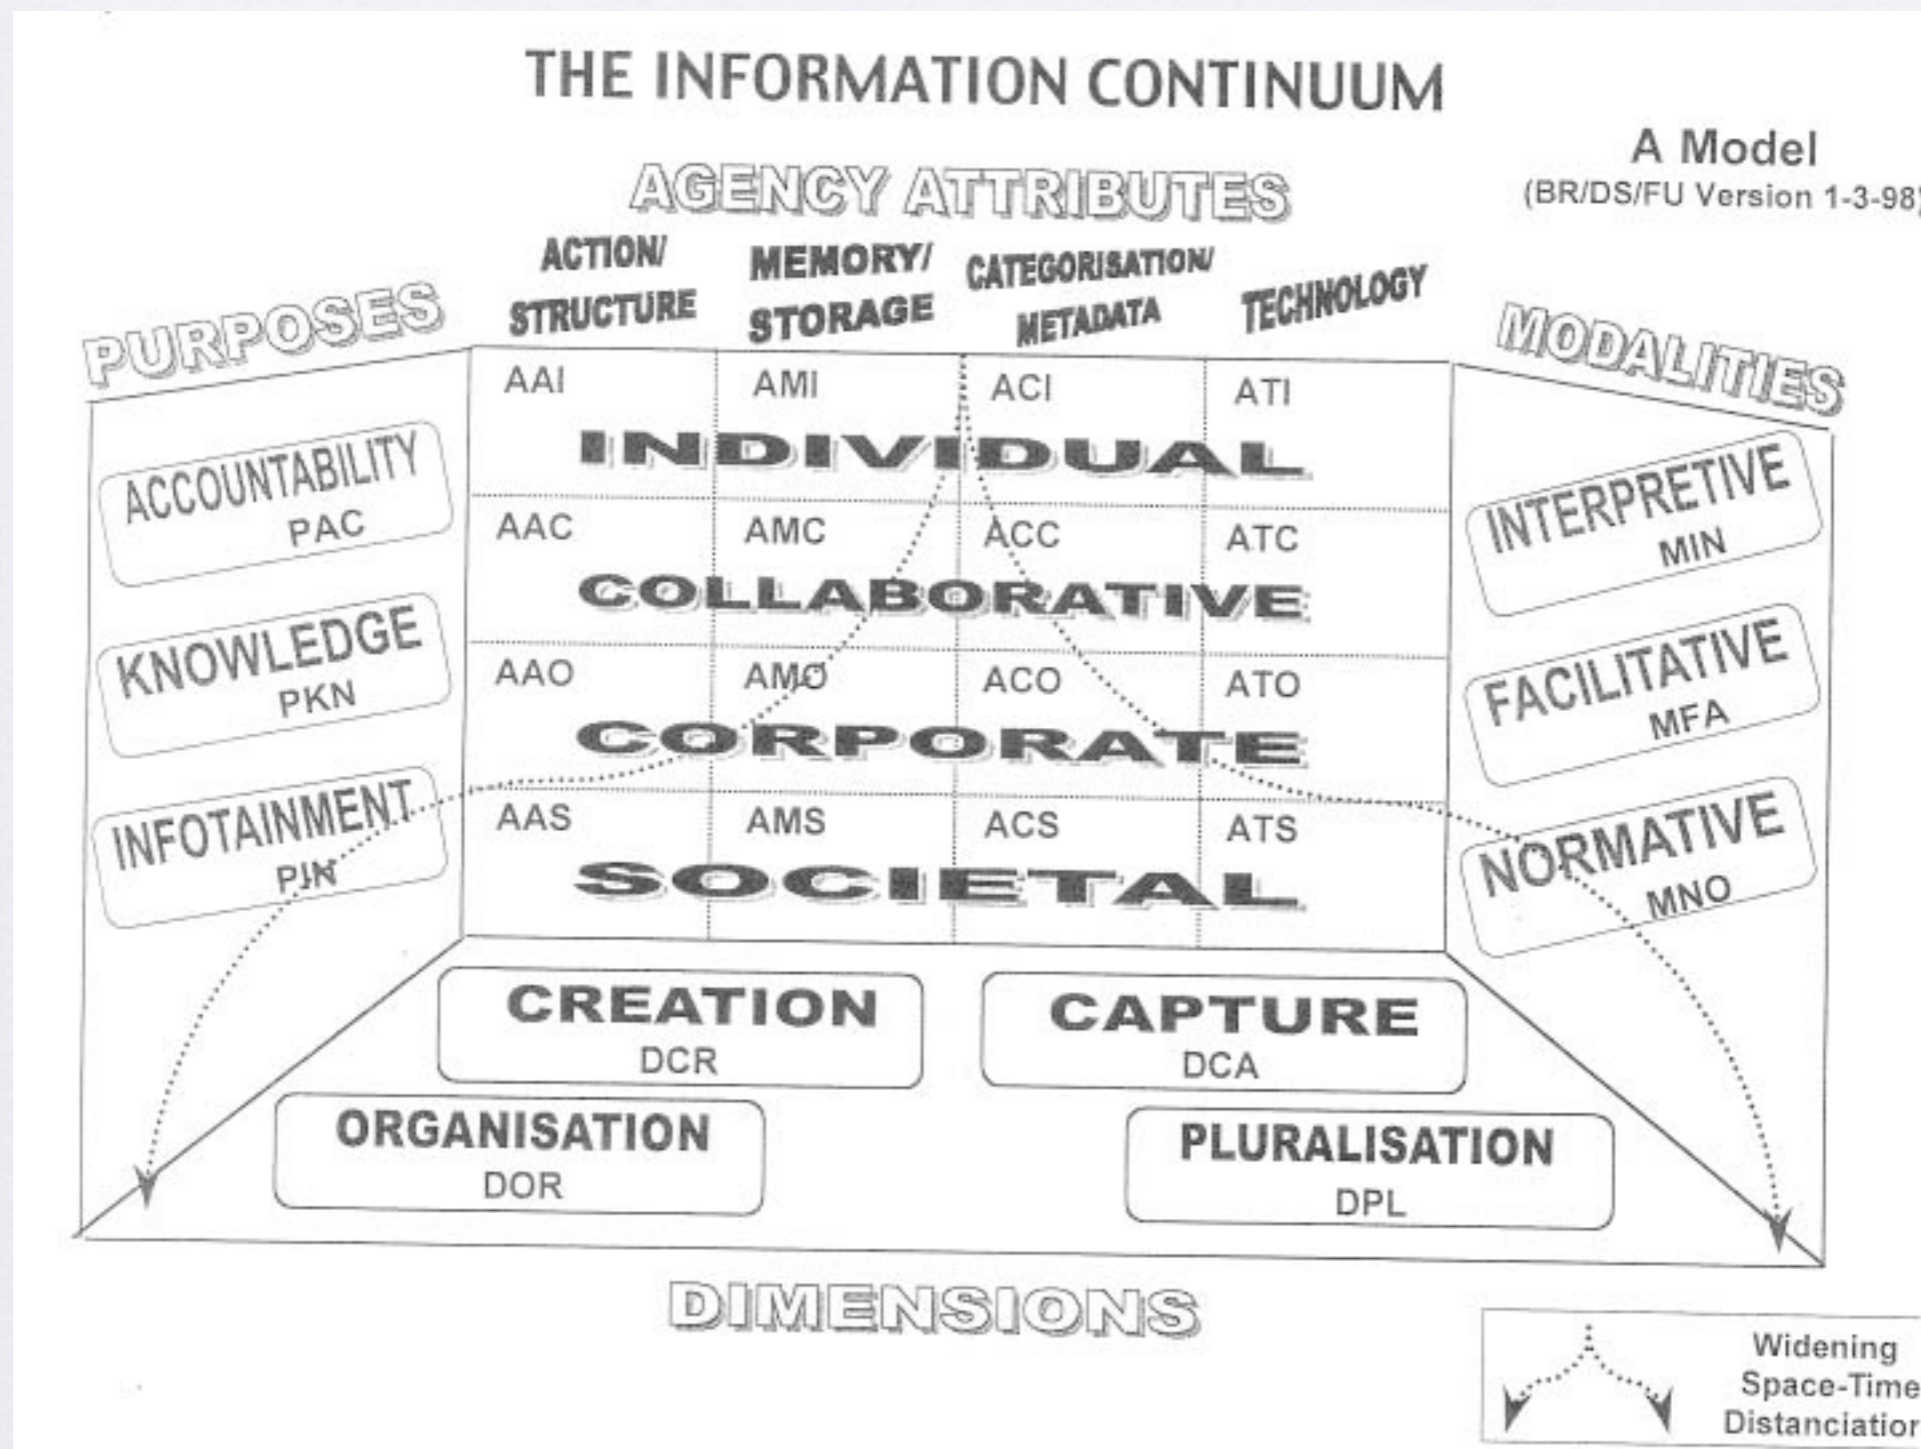 THE INFORMATION CONTINUUM
A Model
(BR/DS/FU Version 1-3-98)
AGENCY ATTRIBUTES
ACTION/
STRUCTURE
MEMORY/
STORAGE
CATEGORISATION/
METADATA
TECHNOLOGY
PURPOSES
MODALITIES
AAI AMI ACI ATI
INDIVIDUAL
AAC AMC ACC ATC
COLLABORATIVE
AAO AMO ACO ATO
CORPORATE
AAS AMS ACS ATS
SOCIETAL
ACCOUNTABILITY
PAC
KNOWLEDGE
PKN
INFOTAINMENT
PIN
INTERPRETIVE
MIN
FACILITATIVE
MFA
NORMATIVE
MNO
CREATION
DCR
CAPTURE
DCA
ORGANISATION
DOR
PLURALISATION
DPL
DIMENSIONS
Widening
Space-Time
Distanciation